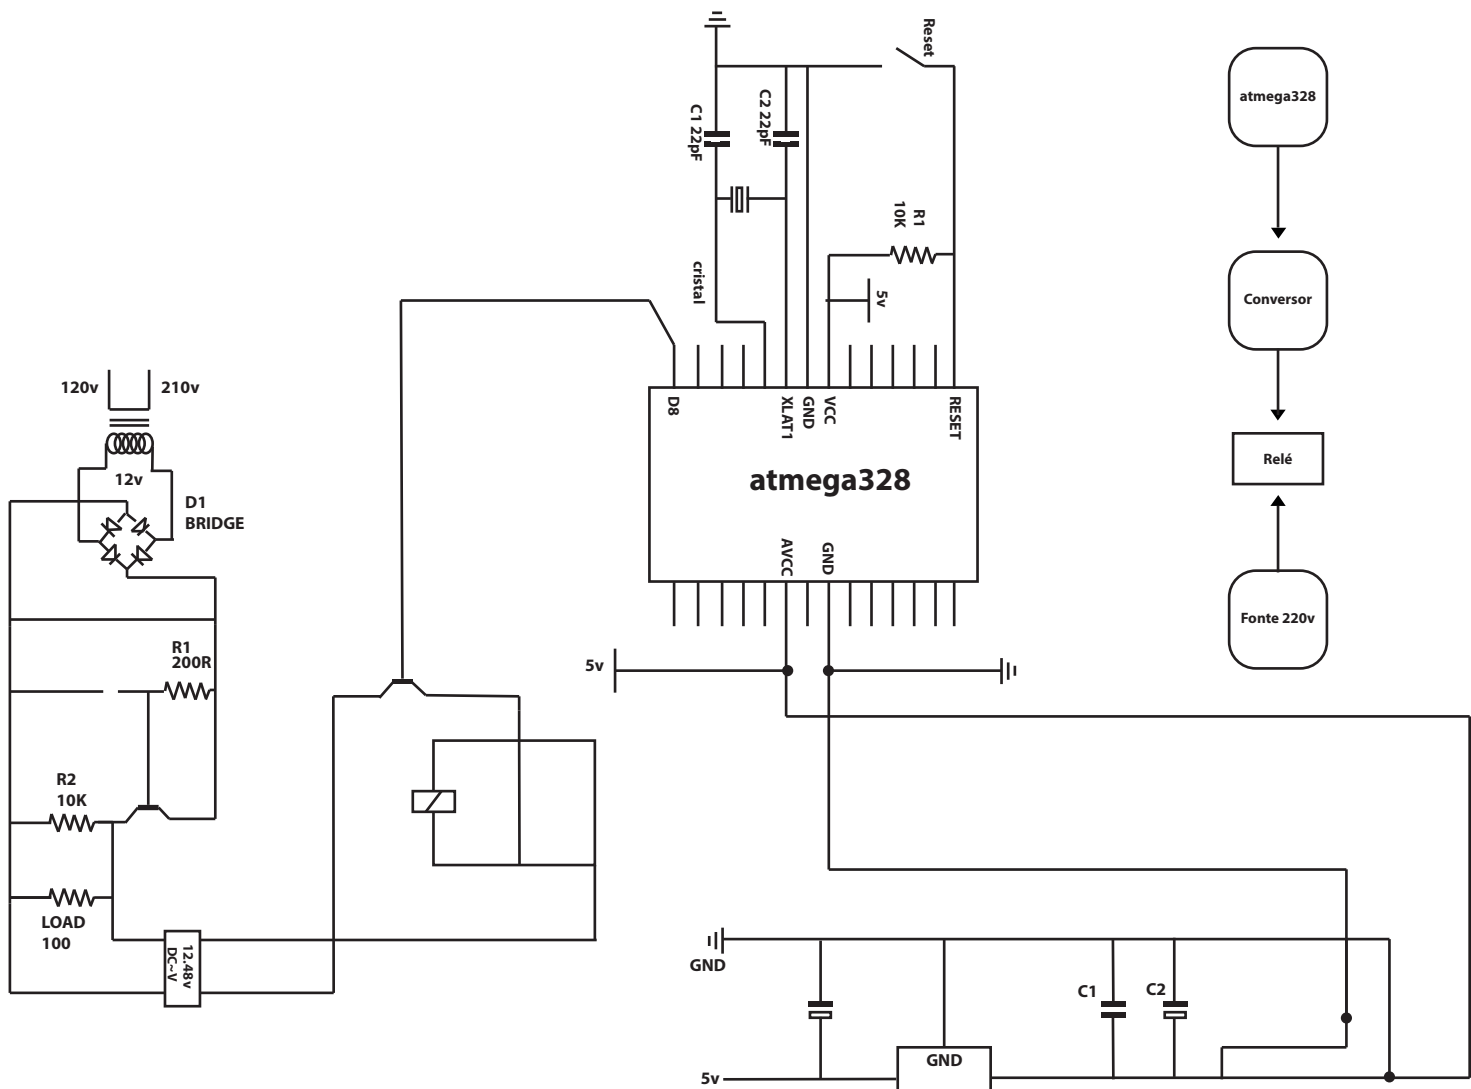 Reset
C1 22pF
C2 22pF
R1
10K
cristal
5v
D8
XLAT1
GND
VCC
RESET
atmega328
AVCC
GND
5v
120v
210v
12v
D1
BRIDGE
R1
200R
R2
10K
LOAD
100
12.48v
DC~V
GND
C1
C2
GND
5v
atmega328
Conversor
Relé
Fonte 220v